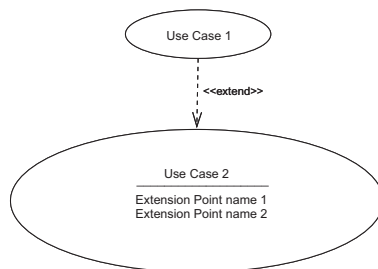 Use Case 1
<<extend>>
Use Case 2
Extension Point name 1
Extension Point name 2